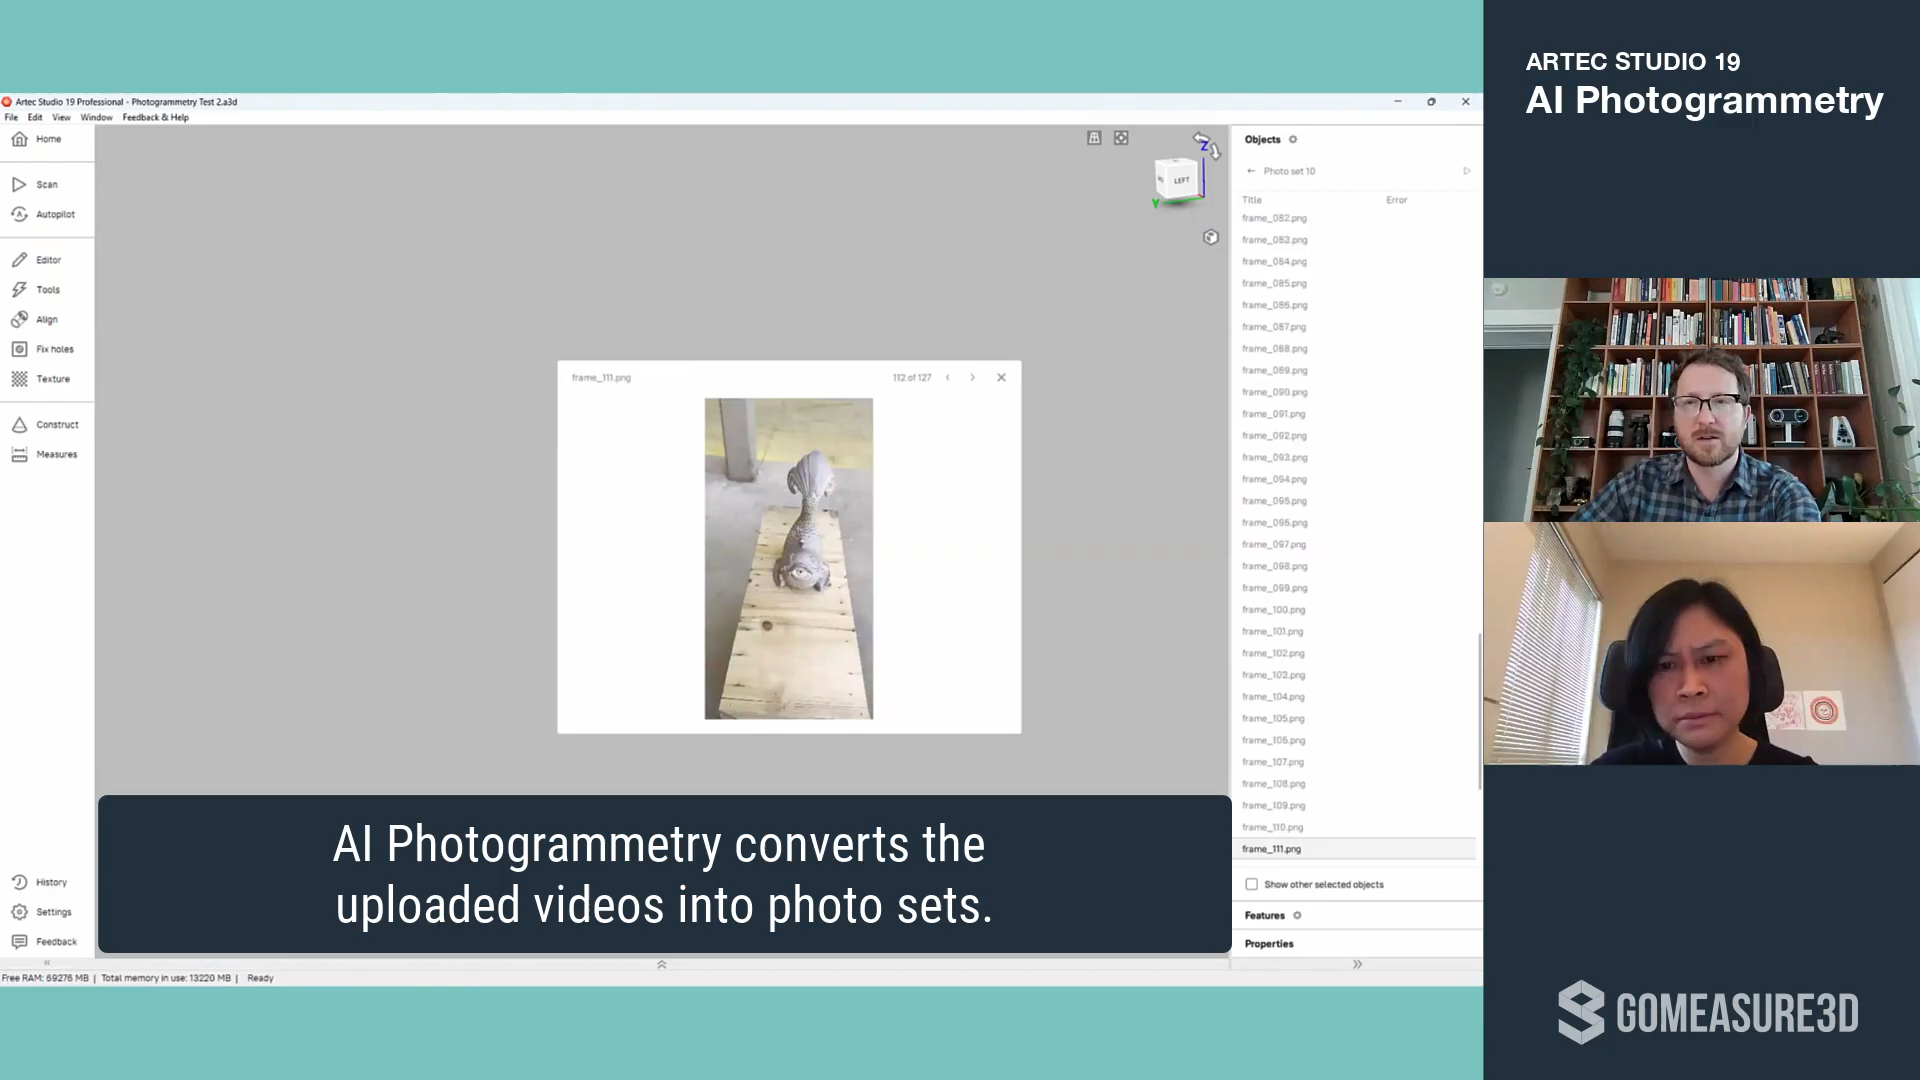 ARTEC STUDIO 19
AI Photogrammetry
Artec Studio 19 Professional - Photogrammetry Test 2.a3d
File Edit View Window Feedback & Help
Home
Scan
Autopilot
Editor
Tools
Align
Fix holes
Texture
Construct
Measures
History
Settings
Feedback
Z
LEFT
Y
frame_111.png 112 of 127
Objects
Photo set 10
Title Error
frame_082.png
frame_083.png
frame_084.png
frame_085.png
frame_086.png
frame_087.png
frame_088.png
frame_089.png
frame_090.png
frame_091.png
frame_092.png
frame_093.png
frame_094.png
frame_095.png
frame_096.png
frame_097.png
frame_098.png
frame_099.png
frame_100.png
frame_101.png
frame_102.png
frame_103.png
frame_104.png
frame_105.png
frame_106.png
frame_107.png
frame_108.png
frame_109.png
frame_110.png
frame_111.png
Show other selected objects
Features
Properties
AI Photogrammetry converts the
uploaded videos into photo sets.
Free RAM: 69276 MB | Total memory in use: 13220 MB | Ready
GOMEASURE3D